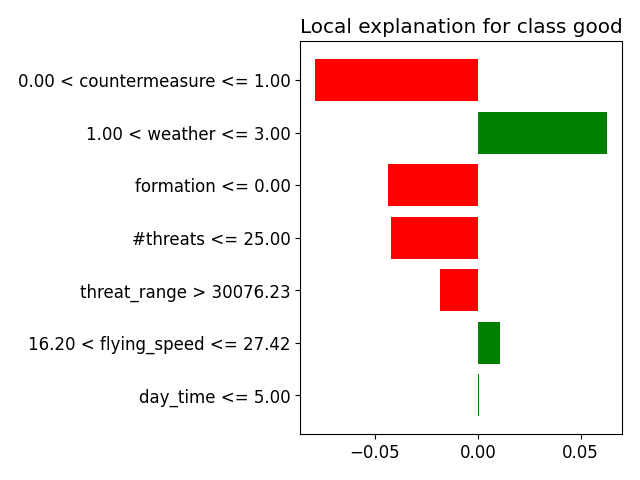 Local explanation for class good
0.00 < countermeasure <= 1.00
1.00 < weather <= 3.00
formation <= 0.00
#threats <= 25.00
threat_range > 30076.23
16.20 < flying_speed <= 27.42
day_time <= 5.00
−0.05 0.00 0.05